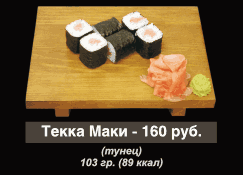 Текка Маки - 160 руб.
(тунец)
103 гр. (89 ккал)